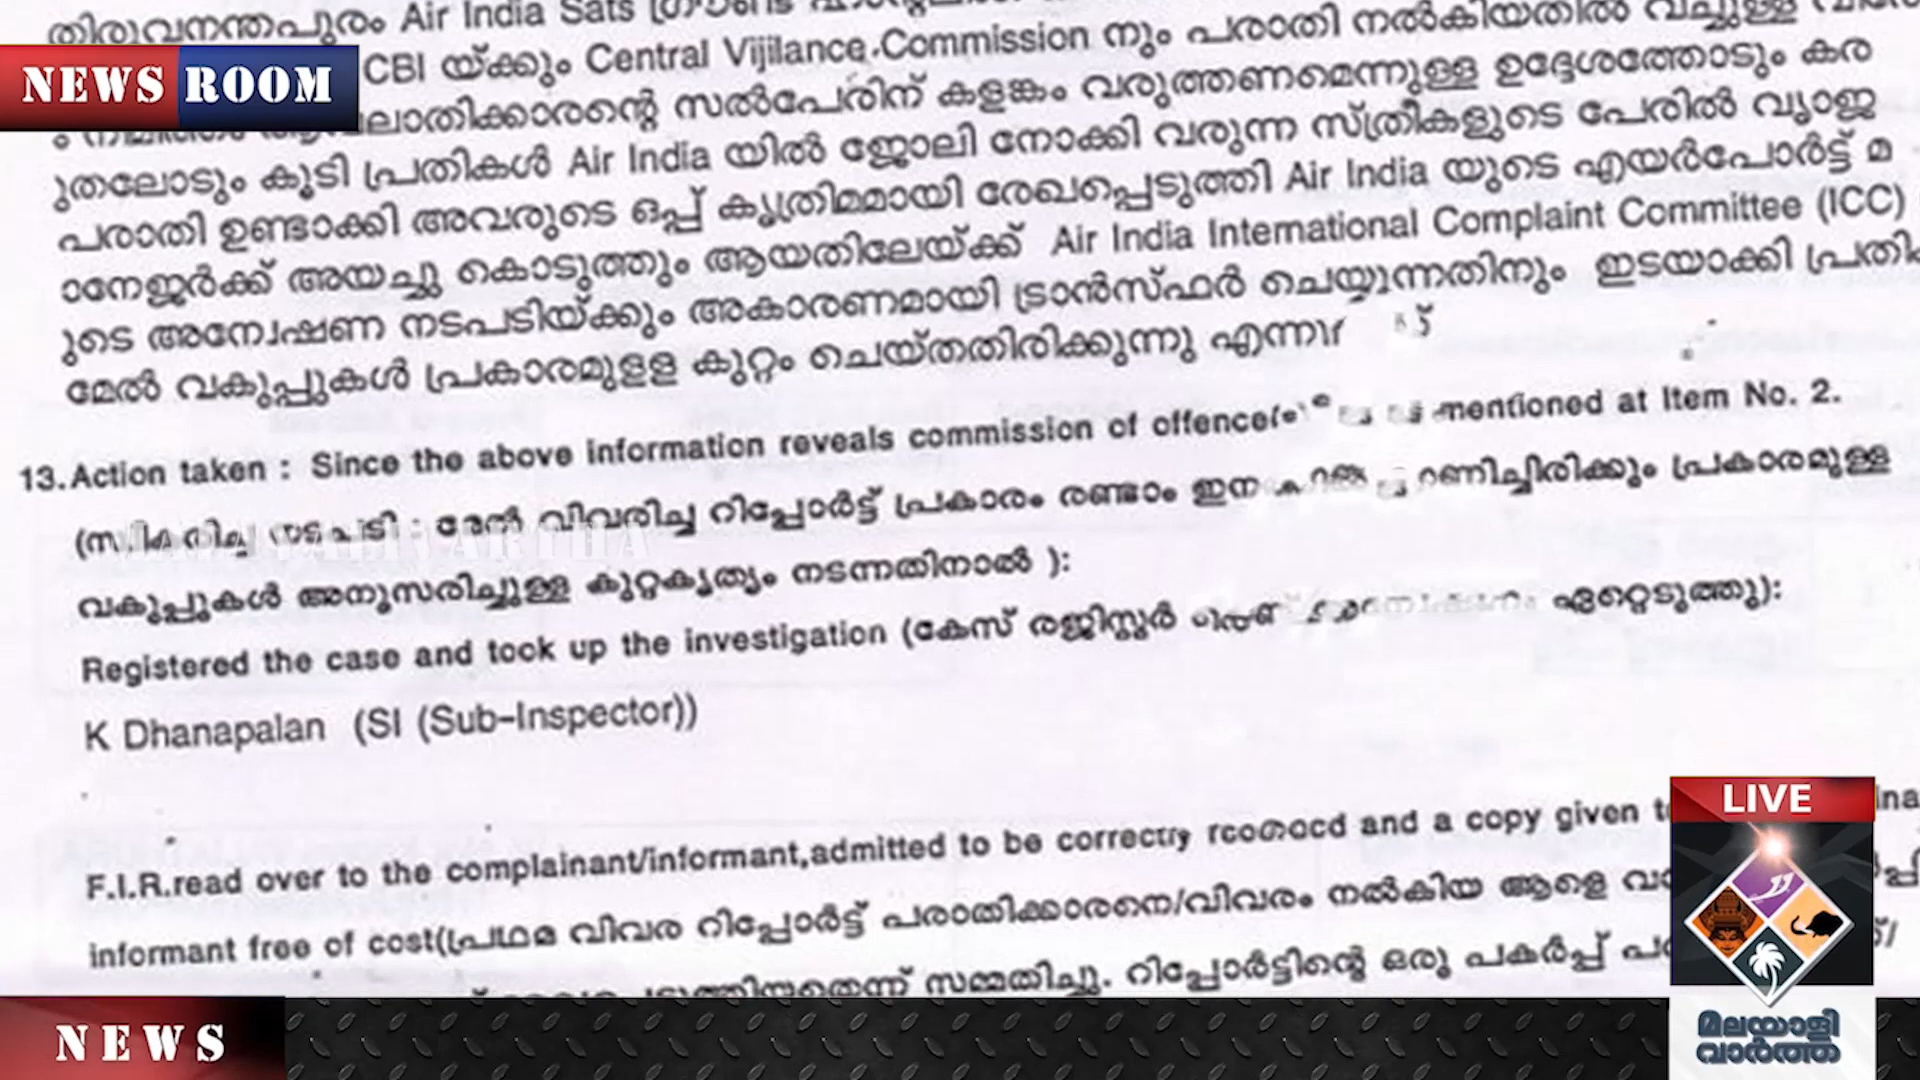 തിരുവനന്തപുരം Air India Sats
CBI യ്ക്കും Central Vijilance Commission നും പരാതി നൽകിയതിൽ വച്ചുള്ള
ആവലാതിക്കാരന്റെ സൽപേരിന് കളങ്കം വരുത്തണമെന്നുള്ള ഉദ്ദേശത്തോടും കര
ുതലോടും കൂടി പ്രതികൾ Air India യിൽ ജോലി നോക്കി വരുന്ന സ്ത്രീകളുടെ പേരിൽ വ്യാജ
പരാതി ഉണ്ടാക്കി അവരുടെ ഒപ്പ് കൃത്രിമമായി രേഖപ്പെടുത്തി Air India യുടെ എയർപോർട്ട് മ
ാനേജർക്ക് അയച്ചു കൊടുത്തും ആയതിലേയ്ക്ക് Air India International Complaint Committee (ICC)
ുടെ അന്വേഷണ നടപടിയ്ക്കും അകാരണമായി ട്രാൻസ്ഫർ ചെയ്യുന്നതിനും ഇടയാക്കി പ്രതിക
മേൽ വകുപ്പുകൾ പ്രകാരമുളള കുറ്റം ചെയ്തതിരിക്കുന്നു
13. Action taken : Since the above information reveals commission of offence(s) mentioned at Item No. 2.
നടപടി : മേൽ വിവരിച്ച റിപ്പോർട്ട് പ്രകാരം രണ്ടാം പ്രകാരമുള്ള
വകുപ്പുകൾ അനുസരിച്ചുള്ള കുറ്റകൃത്യം നടന്നതിനാൽ ):
Registered the case and took up the investigation (കേസ് രജിസ്റ്റർ ഏറ്റെടുത്തു):
K Dhanapalan (SI (Sub-Inspector))
F.I.R.read over to the complainant/informant,admitted to be correctly and a copy given
informant free of cost(പ്രഥമ വിവര റിപ്പോർട്ട് പരാതിക്കാരനെ/വിവരം നൽകിയ ആളെ
സമ്മതിച്ചു. റിപ്പോർട്ടിന്റെ ഒരു പകർപ്പ്
NEWS ROOM
LIVE
മലയാളി
വാർത്ത
NEWS